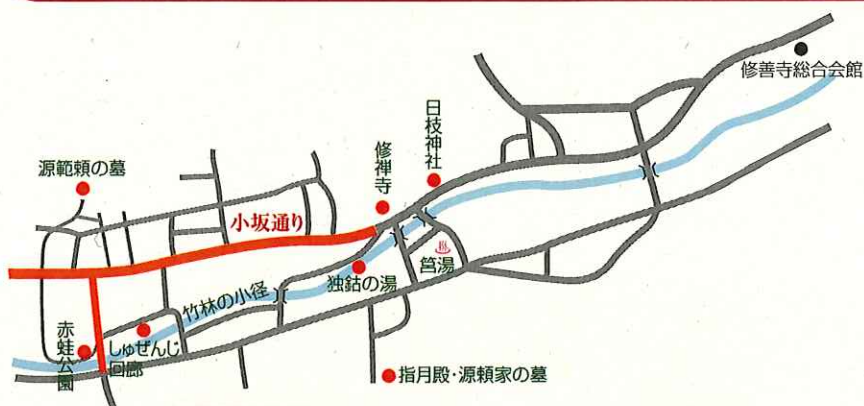 修善寺総合会館
日枝神社
修禅寺
源範頼の墓
小坂通り
筥湯
独鈷の湯
竹林の小径
赤蛙公園
しゅぜんじ
回廊
指月殿・源頼家の墓